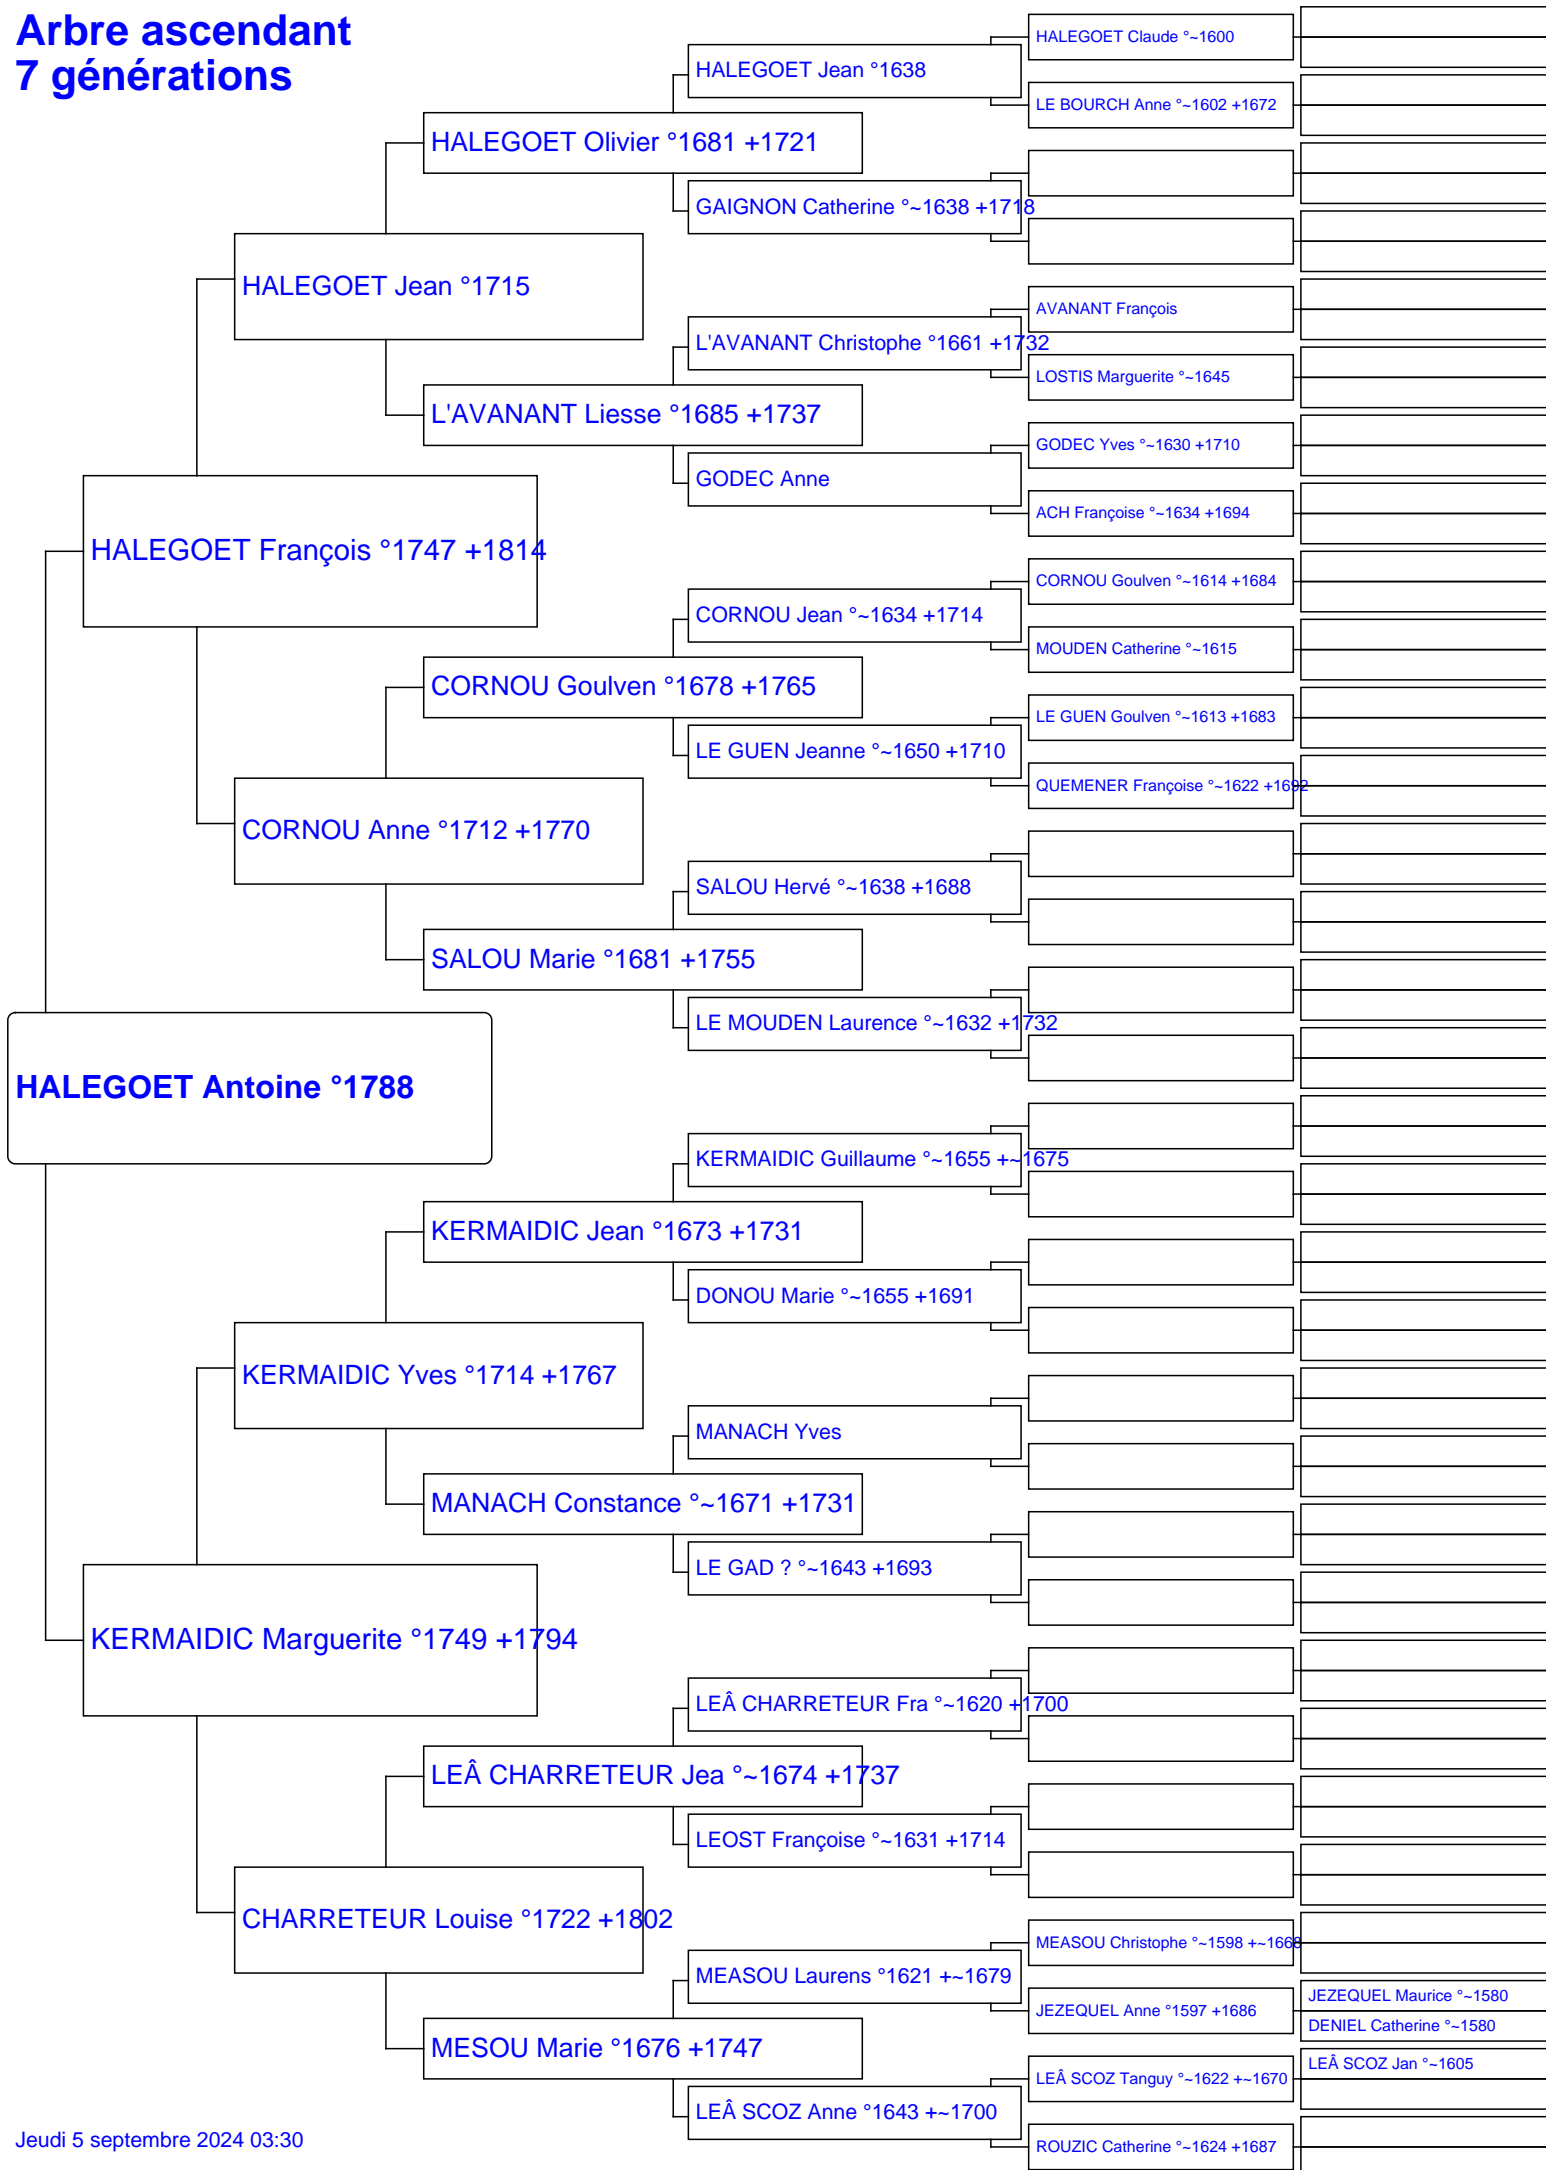 Arbre ascendant
7 générations
HALEGOET Claude °~1600
HALEGOET Jean °1638
LE BOURCH Anne °~1602 +1672
HALEGOET Olivier °1681 +1721
GAIGNON Catherine °~1638 +1718
HALEGOET Jean °1715
AVANANT François
L'AVANANT Christophe °1661 +1732
LOSTIS Marguerite °~1645
L'AVANANT Liesse °1685 +1737
GODEC Yves °~1630 +1710
GODEC Anne
ACH Françoise °~1634 +1694
HALEGOET François °1747 +1814
CORNOU Goulven °~1614 +1684
CORNOU Jean °~1634 +1714
MOUDEN Catherine °~1615
CORNOU Goulven °1678 +1765
LE GUEN Goulven °~1613 +1683
LE GUEN Jeanne °~1650 +1710
QUEMENER Françoise °~1622 +1692
CORNOU Anne °1712 +1770
SALOU Hervé °~1638 +1688
SALOU Marie °1681 +1755
LE MOUDEN Laurence °~1632 +1732
HALEGOET Antoine °1788
KERMAIDIC Guillaume °~1655 +~1675
KERMAIDIC Jean °1673 +1731
DONOU Marie °~1655 +1691
KERMAIDIC Yves °1714 +1767
MANACH Yves
MANACH Constance °~1671 +1731
LE GAD ? °~1643 +1693
KERMAIDIC Marguerite °1749 +1794
LEÂ CHARRETEUR Fra °~1620 +1700
LEÂ CHARRETEUR Jea °~1674 +1737
LEOST Françoise °~1631 +1714
CHARRETEUR Louise °1722 +1802
MEASOU Christophe °~1598 +~1668
MEASOU Laurens °1621 +~1679
JEZEQUEL Maurice °~1580
JEZEQUEL Anne °1597 +1686
DENIEL Catherine °~1580
MESOU Marie °1676 +1747
LEÂ SCOZ Jan °~1605
LEÂ SCOZ Tanguy °~1622 +~1670
LEÂ SCOZ Anne °1643 +~1700
ROUZIC Catherine °~1624 +1687
Jeudi 5 septembre 2024 03:30